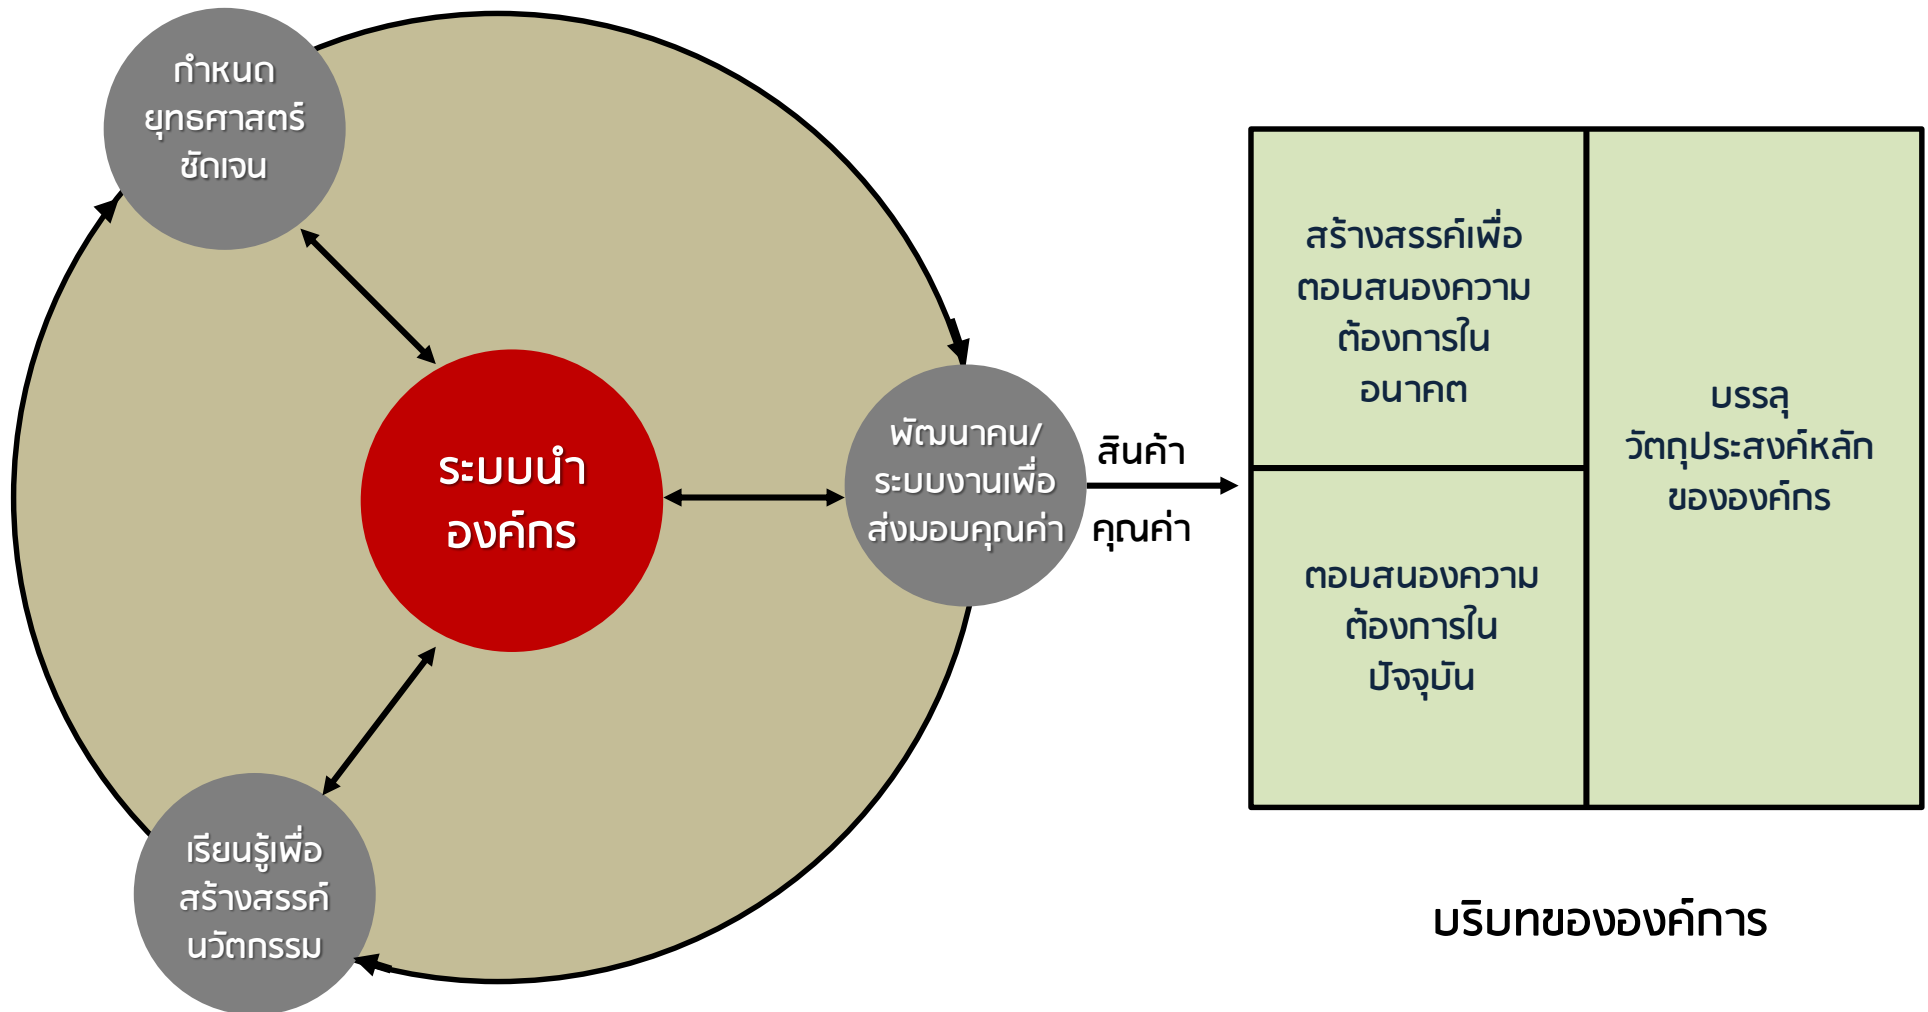 กำหนด
ยุทธศาสตร์
ชัดเจน
ระบบนำ
องค์กร
พัฒนาคน/
ระบบงานเพื่อ
ส่งมอบคุณค่า
เรียนรู้เพื่อ
สร้างสรรค์
นวัตกรรม
สินค้า
คุณค่า
สร้างสรรค์เพื่อ
ตอบสนองความ
ต้องการใน
อนาคต
ตอบสนองความ
ต้องการใน
ปัจจุบัน
บรรลุ
วัตถุประสงค์หลัก
ขององค์กร
บริบทขององค์การ